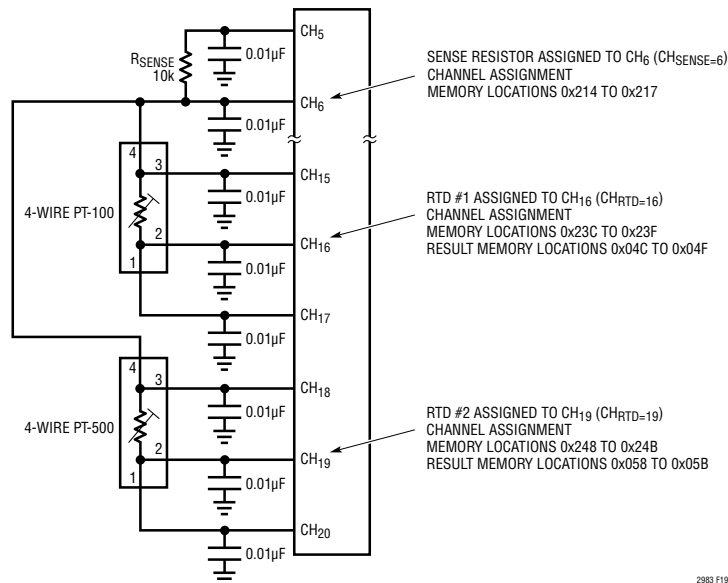 CH5
0.01µF
RSENSE
10k
SENSE RESISTOR ASSIGNED TO CH6 (CHSENSE=6)
CHANNEL ASSIGNMENT
MEMORY LOCATIONS 0x214 TO 0x217
CH6
0.01µF
4
3
CH15
0.01µF
4-WIRE PT-100
RTD #1 ASSIGNED TO CH16 (CHRTD=16)
CHANNEL ASSIGNMENT
MEMORY LOCATIONS 0x23C TO 0x23F
RESULT MEMORY LOCATIONS 0x04C TO 0x04F
2
CH16
1
0.01µF
CH17
0.01µF
4
3
CH18
0.01µF
4-WIRE PT-500
RTD #2 ASSIGNED TO CH19 (CHRTD=19)
CHANNEL ASSIGNMENT
MEMORY LOCATIONS 0x248 TO 0x24B
RESULT MEMORY LOCATIONS 0x058 TO 0x05B
2
CH19
1
0.01µF
CH20
0.01µF
2983 F19